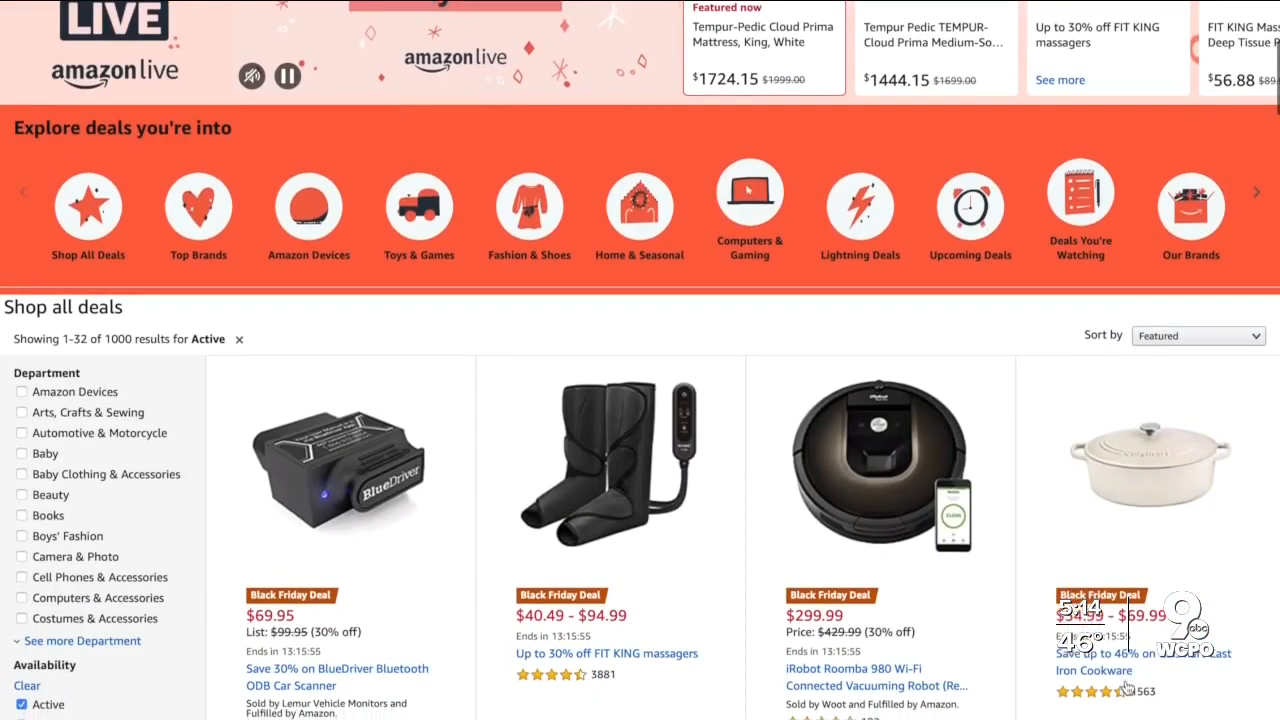 LIVE
amazon live
amazon live
Featured now
Tempur-Pedic Cloud Prima
Mattress, King, White
$1724.15 $1999.00
Tempur Pedic TEMPUR-
Cloud Prima Medium-So...
$1444.15 $1699.00
Up to 30% off FIT KING
massagers
See more
FIT KING
Deep Tissue
$56.88
Explore deals you're into
Shop All Deals
Top Brands
Amazon Devices
Toys & Games
Fashion & Shoes
Home & Seasonal
Computers &
Gaming
Lightning Deals
Upcoming Deals
Deals You're
Watching
Our Brands
Shop all deals
Showing 1-32 of 1000 results for Active ×
Sort by
Featured
Department
Amazon Devices
Arts, Crafts & Sewing
Automotive & Motorcycle
Baby
Baby Clothing & Accessories
Beauty
Books
Boys' Fashion
Camera & Photo
Cell Phones & Accessories
Computers & Accessories
Costumes & Accessories
See more Department
Availability
Clear
Active
BlueDriver
Black Friday Deal
$69.95
List: $99.95 (30% off)
Ends in 13:15:55
Save 30% on BlueDriver Bluetooth
ODB Car Scanner
Sold by Lemur Vehicle Monitors and
Fulfilled by Amazon.
Black Friday Deal
$40.49 - $94.99
Ends in 13:15:55
Up to 30% off FIT KING massagers
3881
CLEAN
Black Friday Deal
$299.99
Price: $429.99 (30% off)
Ends in 13:15:55
iRobot Roomba 980 Wi-Fi
Connected Vacuuming Robot (Re...
Sold by Woot and Fulfilled by Amazon.
Black Friday Deal
$69.99
Save up to 46% on
Cast
Iron Cookware
563
5:14
46°
9
abc
WCPO